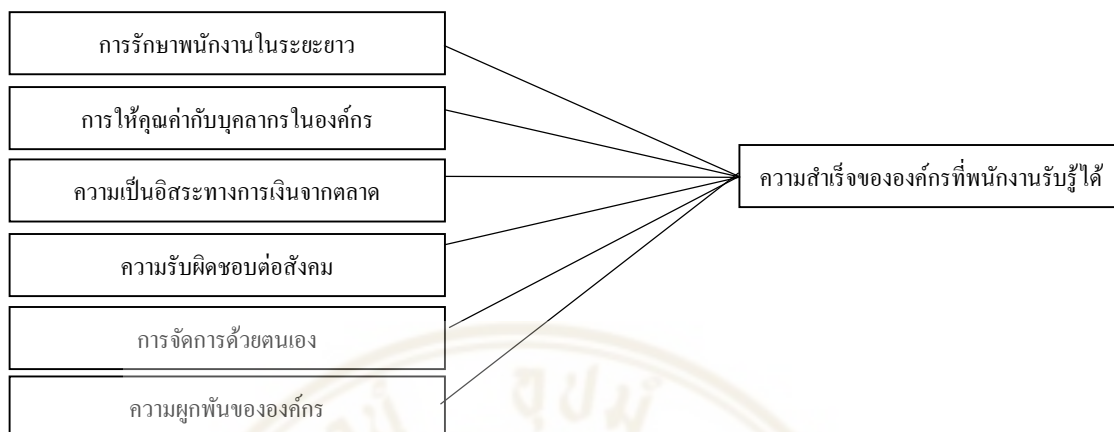 การรักษาพนักงานในระยะยาว
การให้คุณค่ากับบุคลากรในองค์กร
ความเป็นอิสระทางการเงินจากตลาด
ความรับผิดชอบต่อสังคม
การจัดการด้วยตนเอง
ความผูกพันขององค์กร
ความสำเร็จขององค์กรที่พนักงานรับรู้ได้